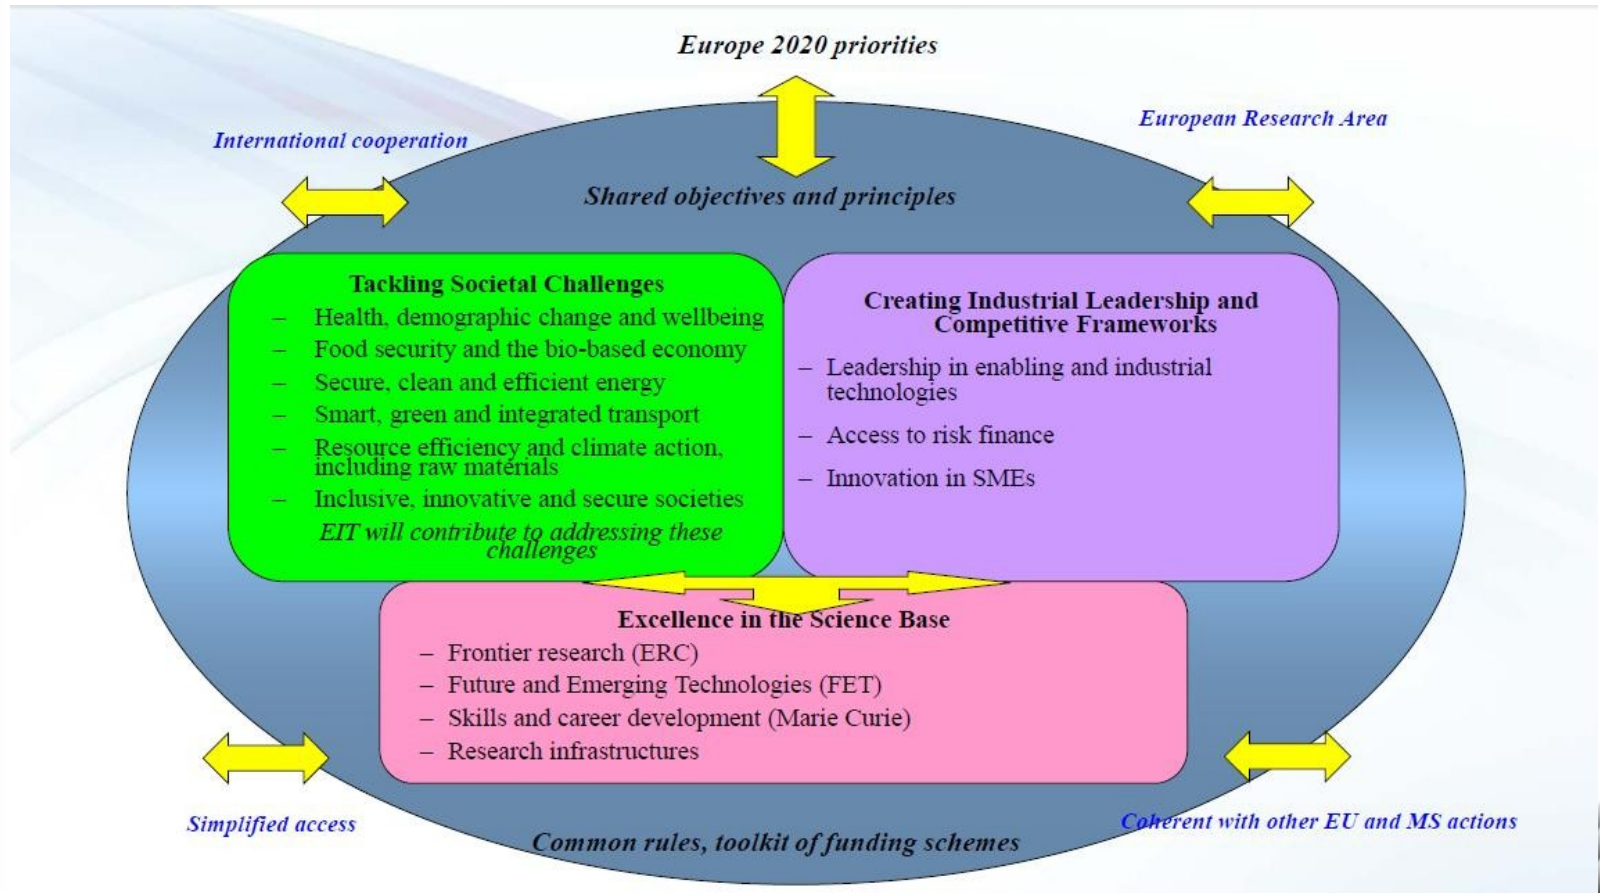 Europe 2020 priorities
International cooperation
European Research Area
Shared objectives and principles
Tackling Societal Challenges
– Health, demographic change and wellbeing
– Food security and the bio-based economy
– Secure, clean and efficient energy
– Smart, green and integrated transport
– Resource efficiency and climate action,
including raw materials
– Inclusive, innovative and secure societies
EIT will contribute to addressing these
challenges
Creating Industrial Leadership and
Competitive Frameworks
– Leadership in enabling and industrial
technologies
– Access to risk finance
– Innovation in SMEs
Excellence in the Science Base
– Frontier research (ERC)
– Future and Emerging Technologies (FET)
– Skills and career development (Marie Curie)
– Research infrastructures
Simplified access
Coherent with other EU and MS actions
Common rules, toolkit of funding schemes